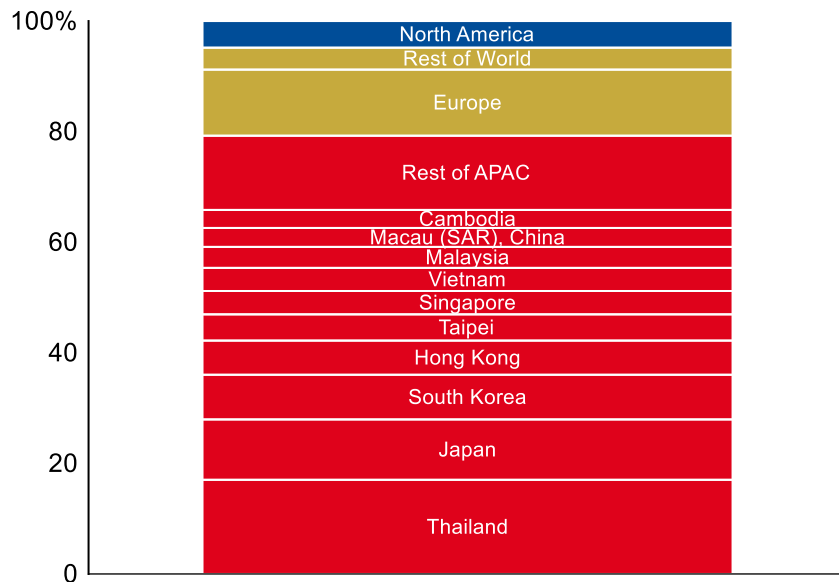 100%
North America
Rest of World
Europe
80
Rest of APAC
Cambodia
60
Macau (SAR), China
Malaysia
Vietnam
Singapore
Taipei
40
Hong Kong
South Korea
20
Japan
Thailand
0